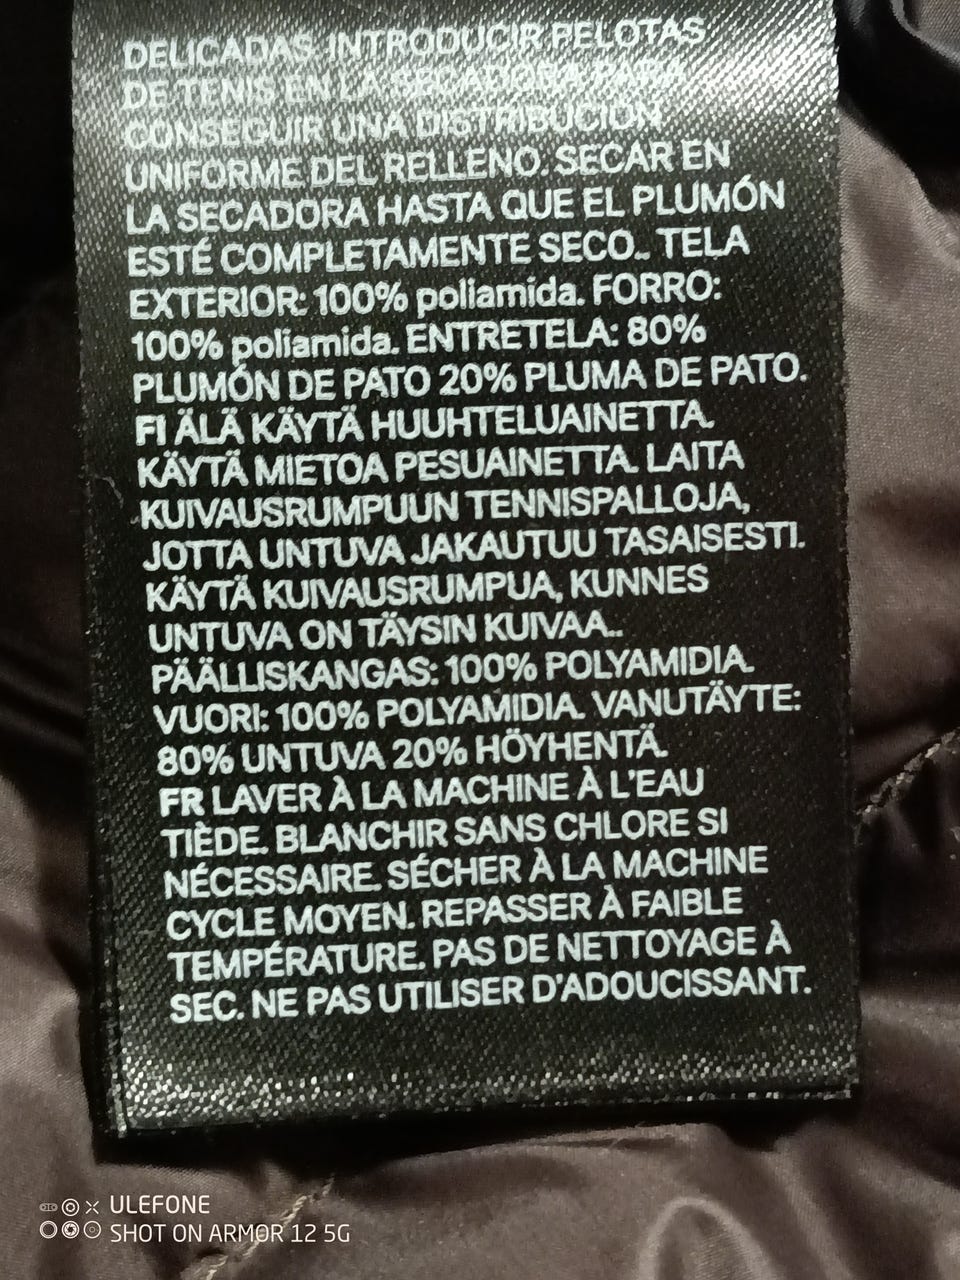 DELICADAS. INTRODUCIR PELOTAS
DE TENIS EN LA SECADORA PARA
CONSEGUIR UNA DISTRIBUCIÓN
UNIFORME DEL RELLENO. SECAR EN
LA SECADORA HASTA QUE EL PLUMÓN
ESTÉ COMPLETAMENTE SECO.. TELA
EXTERIOR: 100% poliamida. FORRO:
100% poliamida. ENTRETELA: 80%
PLUMÓN DE PATO 20% PLUMA DE PATO.
FI ÄLÄ KÄYTÄ HUUHTELUAINETTA.
KÄYTÄ MIETOA PESUAINETTA. LAITA
KUIVAUSRUMPUUN TENNISPALLOJA,
JOTTA UNTUVA JAKAUTUU TASAISESTI.
KÄYTÄ KUIVAUSRUMPUA, KUNNES
UNTUVA ON TÄYSIN KUIVAA..
PÄÄLLISKANGAS: 100% POLYAMIDIA.
VUORI: 100% POLYAMIDIA. VANUTÄYTE:
80% UNTUVA 20% HÖYHENTÄ.
FR LAVER À LA MACHINE À L'EAU
TIÈDE. BLANCHIR SANS CHLORE SI
NÉCESSAIRE. SÉCHER À LA MACHINE
CYCLE MOYEN. REPASSER À FAIBLE
TEMPÉRATURE. PAS DE NETTOYAGE À
SEC. NE PAS UTILISER D'ADOUCISSANT.
ULEFONE
SHOT ON ARMOR 12 5G